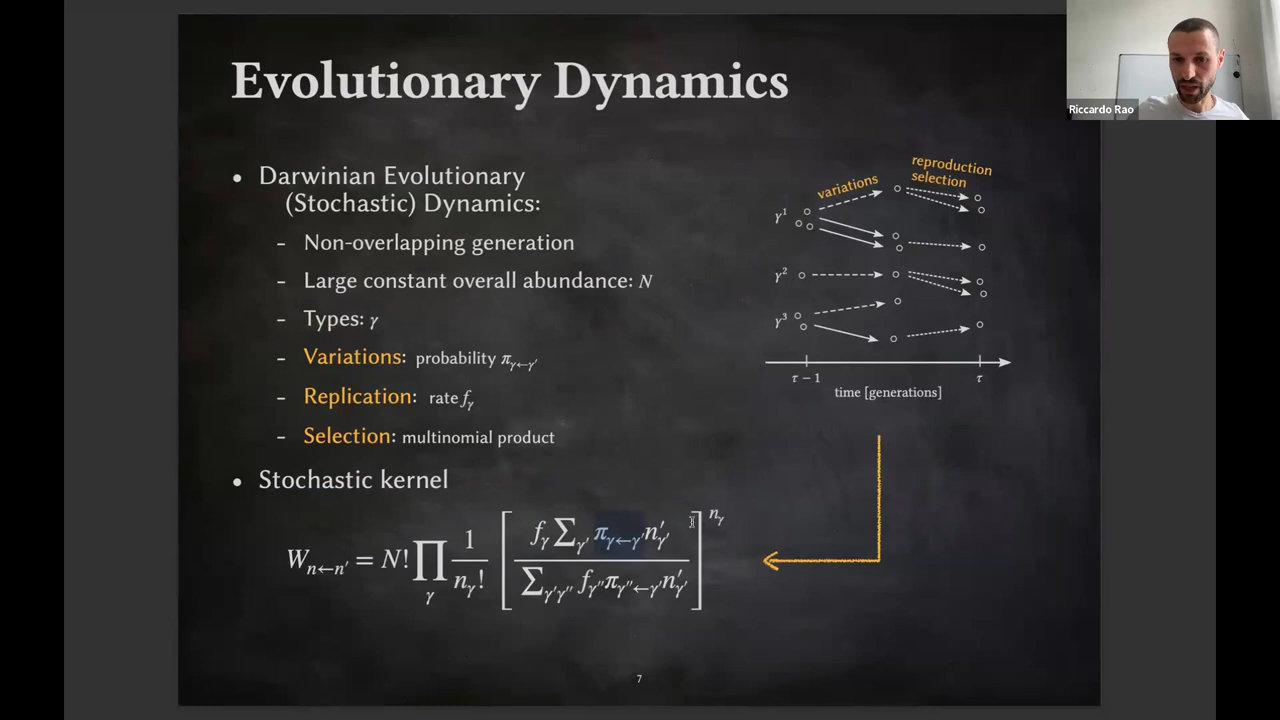 Evolutionary Dynamics
• Darwinian Evolutionary
(Stochastic) Dynamics:
- Non-overlapping generation
- Large constant overall abundance: N
- Types: γ
- Variations: probability π_{γ←γ′}
- Replication: rate f_γ
- Selection: multinomial product
• Stochastic kernel
W_{n←n′} = N! ∏_γ 1/n_γ! [ f_γ ∑_{γ′} π_{γ←γ′} n′_{γ′} / ∑_{γ′γ″} f_{γ″} π_{γ″←γ′} n′_{γ′} ]^{n_γ}
variations
reproduction
selection
γ¹
γ²
γ³
τ − 1
τ
time [generations]
7
Riccardo Rao